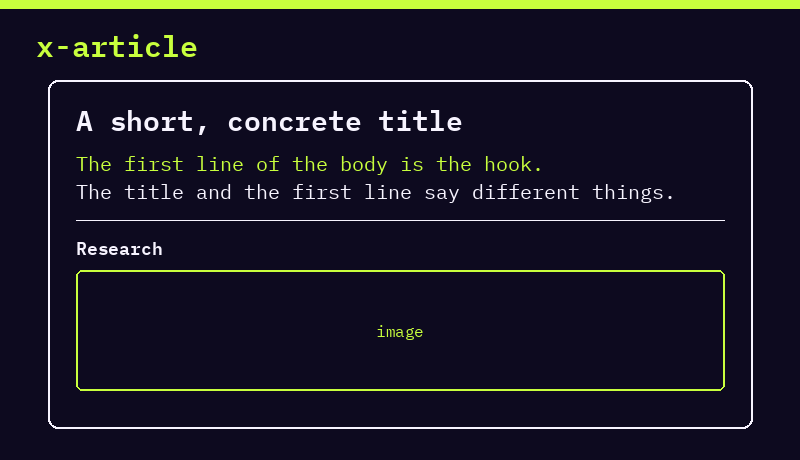 x-article
A short, concrete title
The first line of the body is the hook.
The title and the first line say different things.
Research
image